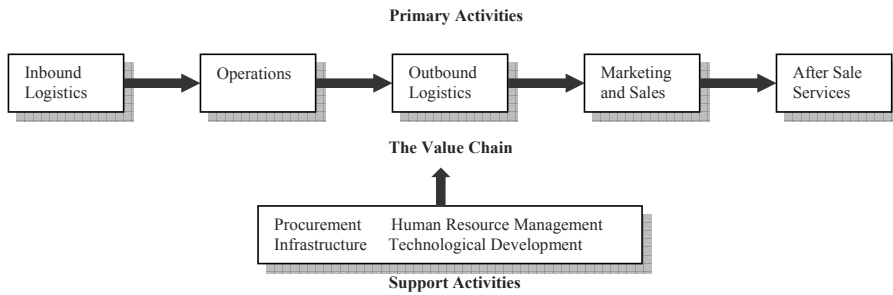 Primary Activities
Inbound
Logistics
Operations
Outbound
Logistics
Marketing
and Sales
After Sale
Services
The Value Chain
Procurement Human Resource Management
Infrastructure Technological Development
Support Activities